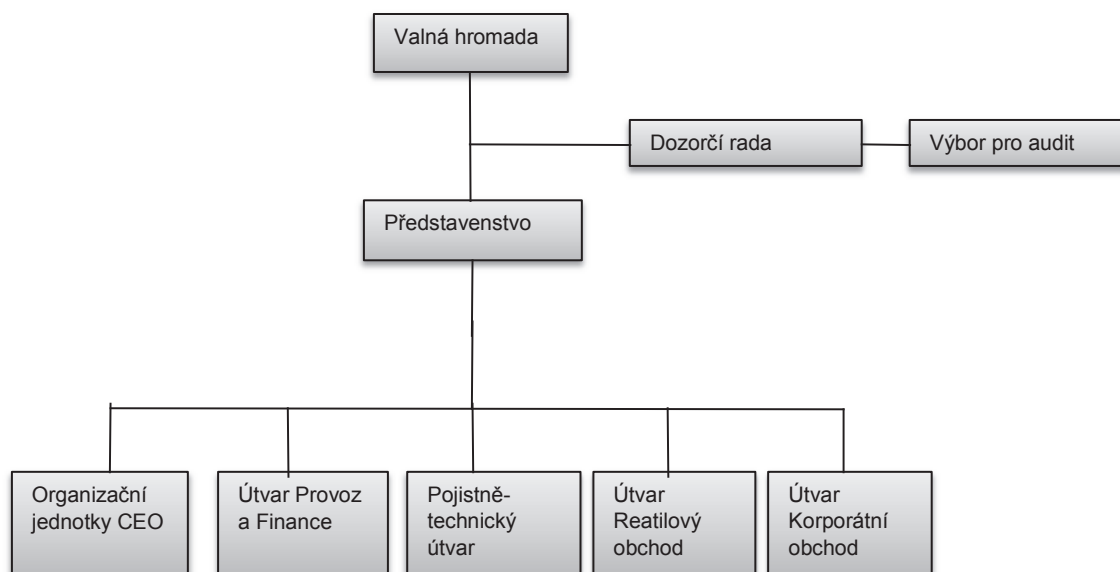 Valná hromada
Dozorčí rada
Výbor pro audit
Představenstvo
Organizační
jednotky CEO
Útvar Provoz
a Finance
Pojistně-
technický
útvar
Útvar
Reatilový
obchod
Útvar
Korporátní
obchod